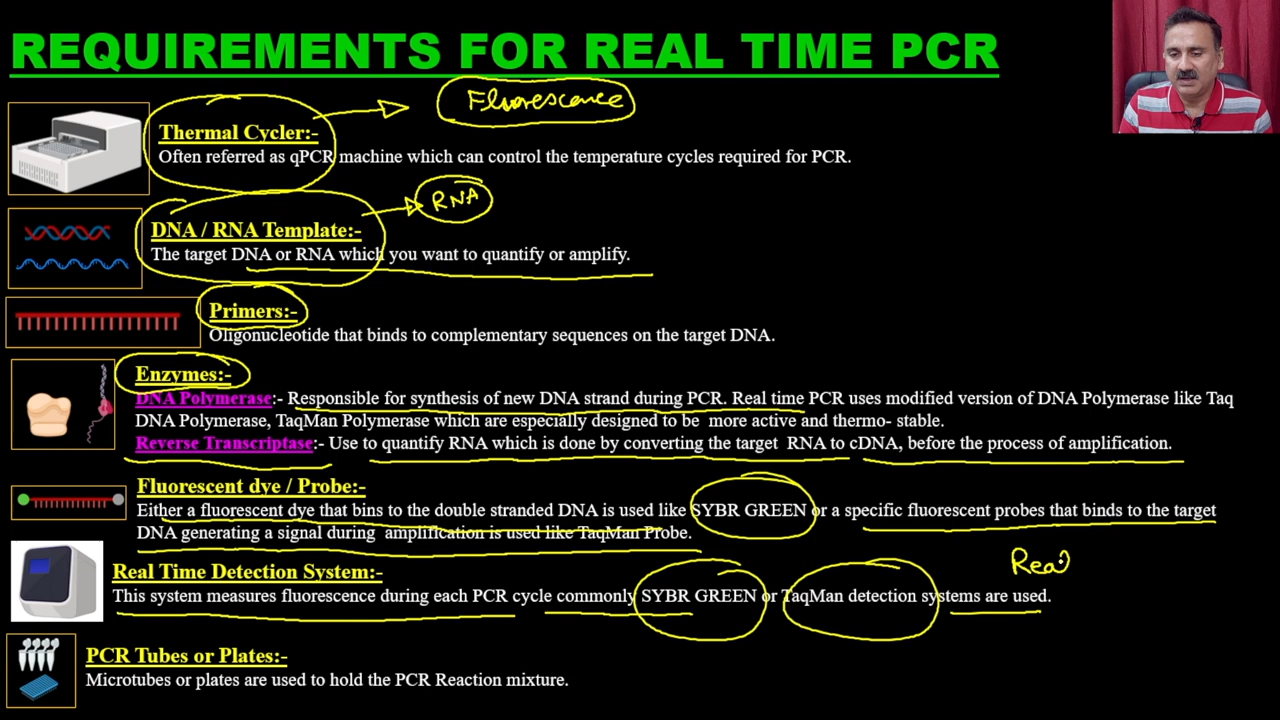 REQUIREMENTS FOR REAL TIME PCR
Fluorescence
Thermal Cycler:-
Often referred as qPCR machine which can control the temperature cycles required for PCR.
RNA
DNA / RNA Template:-
The target DNA or RNA which you want to quantify or amplify.
Primers:-
Oligonucleotide that binds to complementary sequences on the target DNA.
Enzymes:-
DNA Polymerase:- Responsible for synthesis of new DNA strand during PCR. Real time PCR uses modified version of DNA Polymerase like Taq
DNA Polymerase, TaqMan Polymerase which are especially designed to be more active and thermo- stable.
Reverse Transcriptase:- Use to quantify RNA which is done by converting the target RNA to cDNA, before the process of amplification.
Fluorescent dye / Probe:-
Either a fluorescent dye that bins to the double stranded DNA is used like SYBR GREEN or a specific fluorescent probes that binds to the target
DNA generating a signal during amplification is used like TaqMan Probe.
Real Time Detection System:-
Rea
This system measures fluorescence during each PCR cycle commonly SYBR GREEN or TaqMan detection systems are used.
PCR Tubes or Plates:-
Microtubes or plates are used to hold the PCR Reaction mixture.